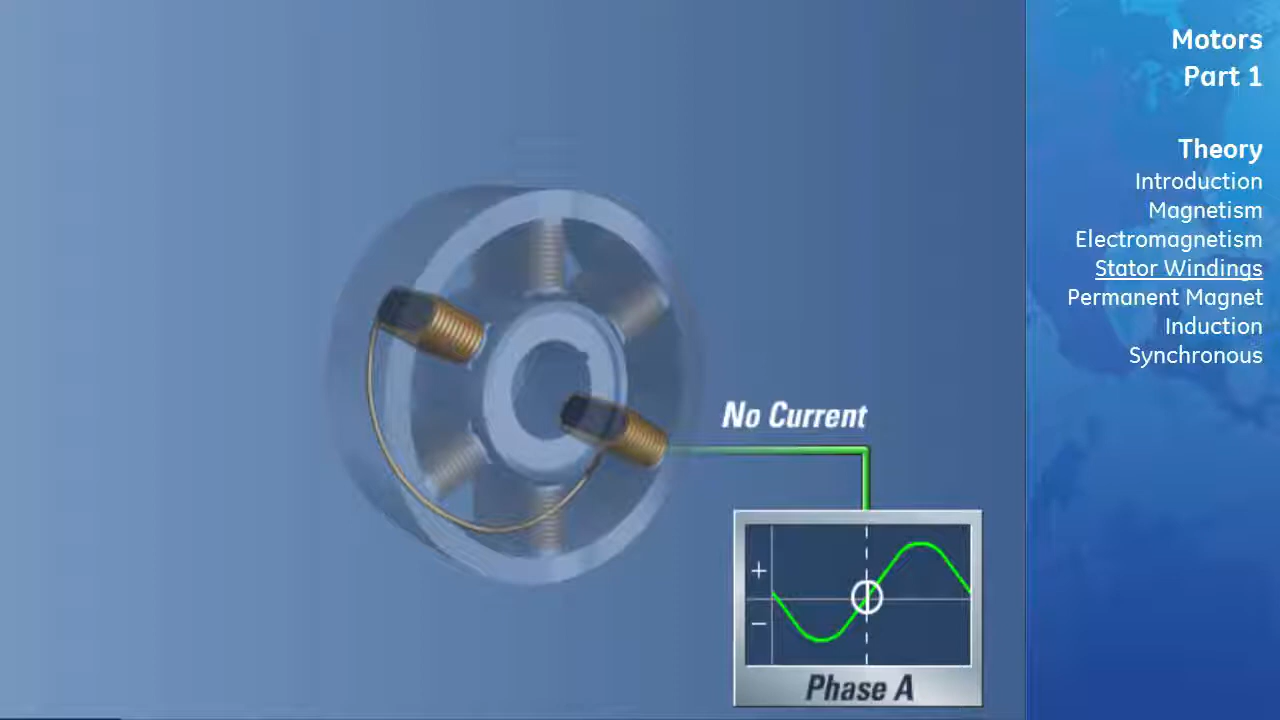 Motors
Part 1
Theory
Introduction
Magnetism
Electromagnetism
Stator Windings
Permanent Magnet
Induction
Synchronous
No Current
+
−
Phase A